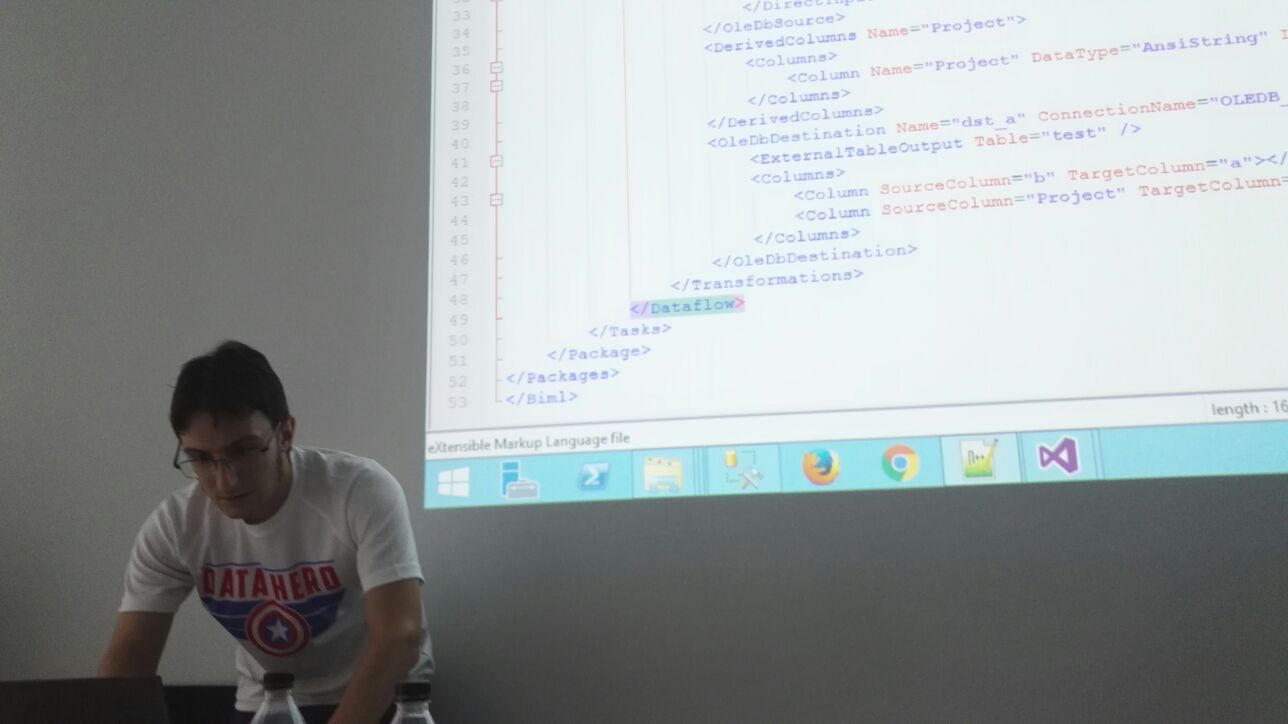 33 </DirectInpu
34 </OleDbSource>
35 <DerivedColumns Name="Project">
36 <Columns>
37 <Column Name="Project" DataType="AnsiString"
38 </Columns>
39 </DerivedColumns>
40 <OleDbDestination Name="dst_a" ConnectionName="OLEDB_
41 <ExternalTableOutput Table="test" />
42 <Columns>
43 <Column SourceColumn="b" TargetColumn="a"></
44 <Column SourceColumn="Project" TargetColumn=
45 </Columns>
46 </OleDbDestination>
47 </Transformations>
48 </Dataflow>
49 </Tasks>
50 </Package>
51 </Packages>
52 </Biml>
53
eXtensible Markup Language file
length : 16
DATAHERO